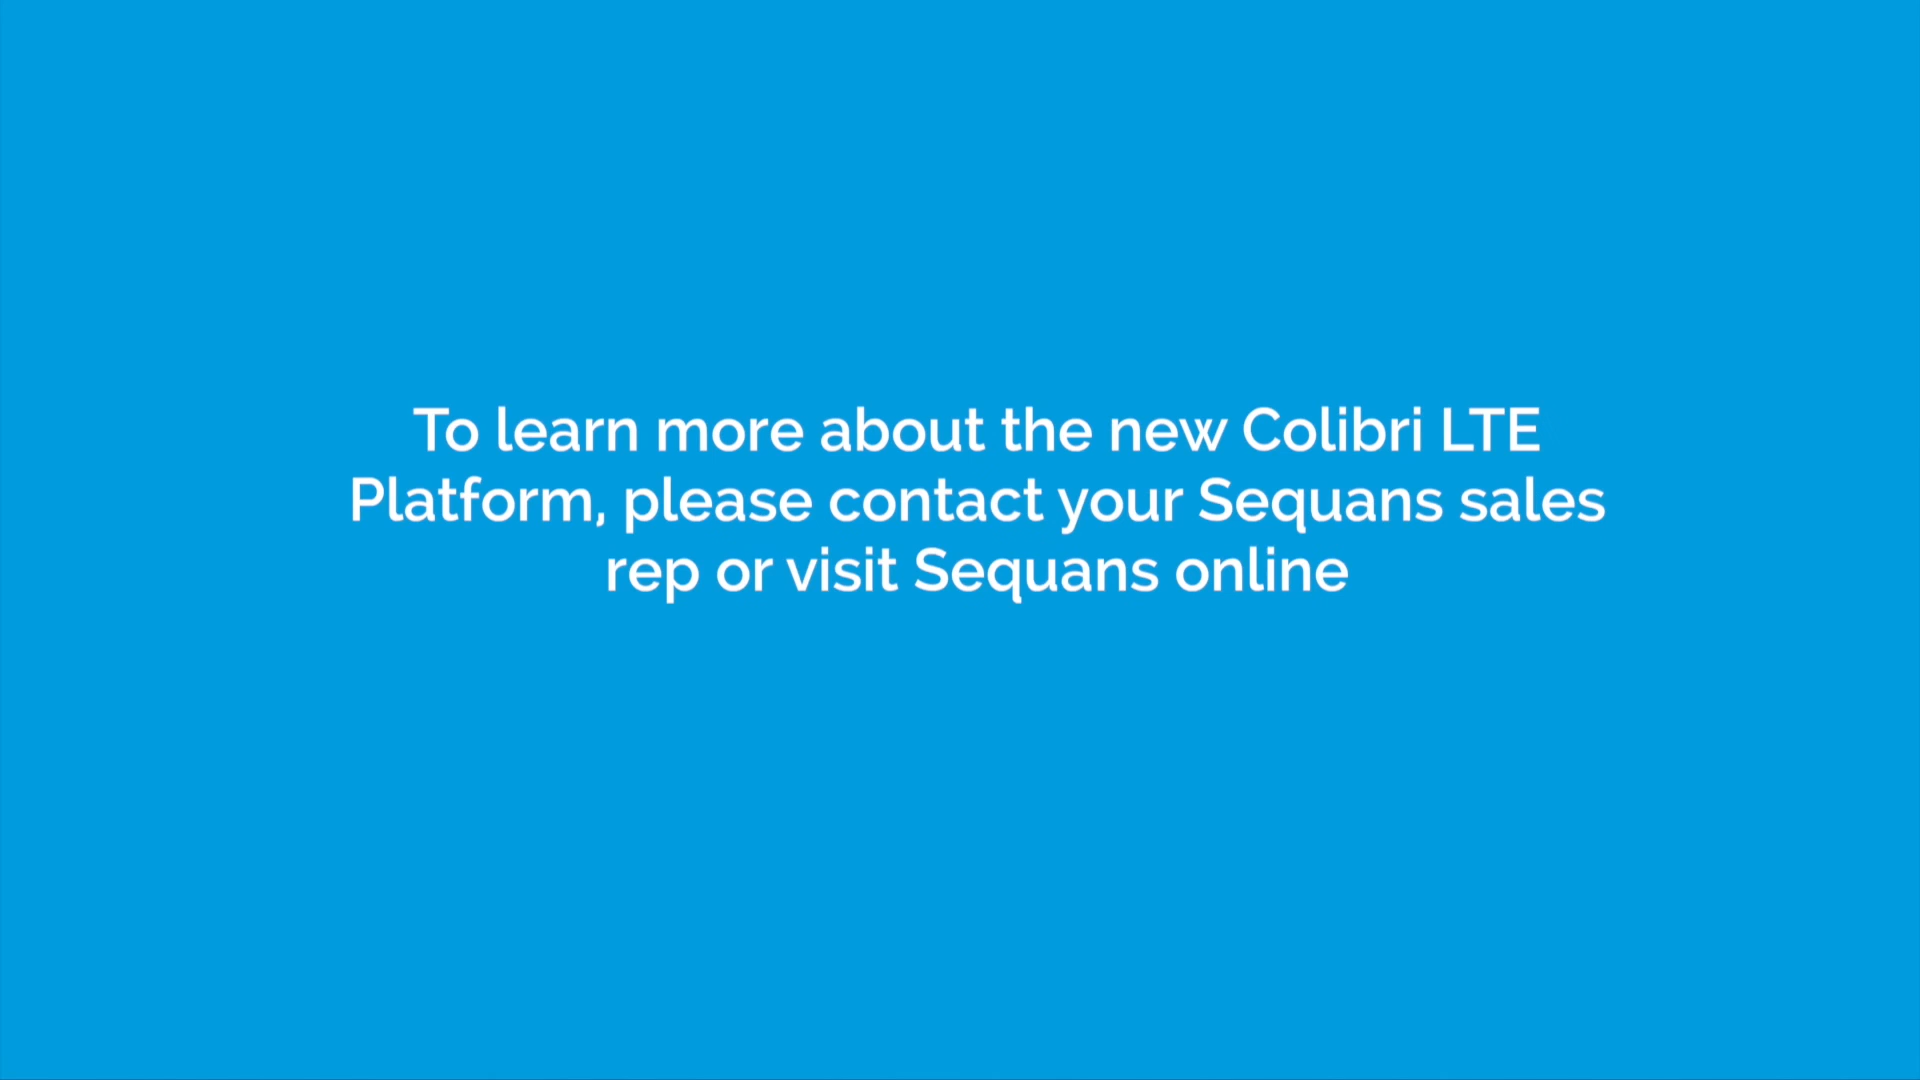 To learn more about the new Colibri LTE
Platform, please contact your Sequans sales
rep or visit Sequans online